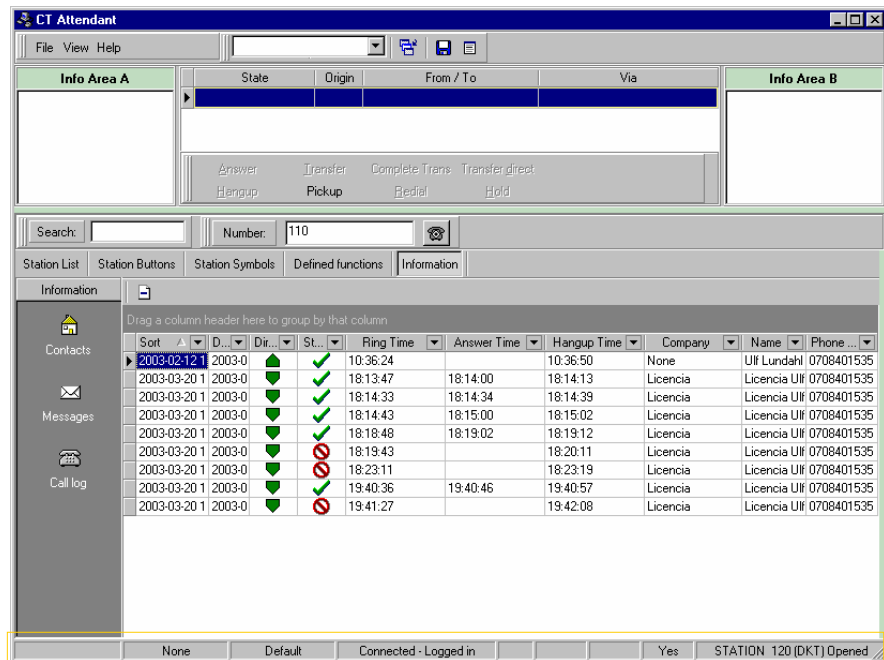 CT Attendant
File View Help
Info Area A
State Origin From / To Via
Info Area B
Answer Transfer Complete Trans Transfer direct
Hangup Pickup Redial Hold
Search: Number: 110
Station List Station Buttons Station Symbols Defined functions Information
Information
Contacts
Messages
Call log
Drag a column header here to group by that column
Sort D... Dir... St... Ring Time Answer Time Hangup Time Company Name Phone ...
2003-02-12 1 2003-0 10:36:24 10:36:50 None Ulf Lundahl 0708401535
2003-03-20 1 2003-0 18:13:47 18:14:00 18:14:13 Licencia Licencia Ulf 0708401535
2003-03-20 1 2003-0 18:14:33 18:14:34 18:14:39 Licencia Licencia Ulf 0708401535
2003-03-20 1 2003-0 18:14:43 18:15:00 18:15:02 Licencia Licencia Ulf 0708401535
2003-03-20 1 2003-0 18:18:48 18:19:02 18:19:12 Licencia Licencia Ulf 0708401535
2003-03-20 1 2003-0 18:19:43 18:20:11 Licencia Licencia Ulf 0708401535
2003-03-20 1 2003-0 18:23:11 18:23:19 Licencia Licencia Ulf 0708401535
2003-03-20 1 2003-0 19:40:36 19:40:46 19:40:57 Licencia Licencia Ulf 0708401535
2003-03-20 1 2003-0 19:41:27 19:42:08 Licencia Licencia Ulf 0708401535
None Default Connected - Logged in Yes STATION 120 (DKT) Opened